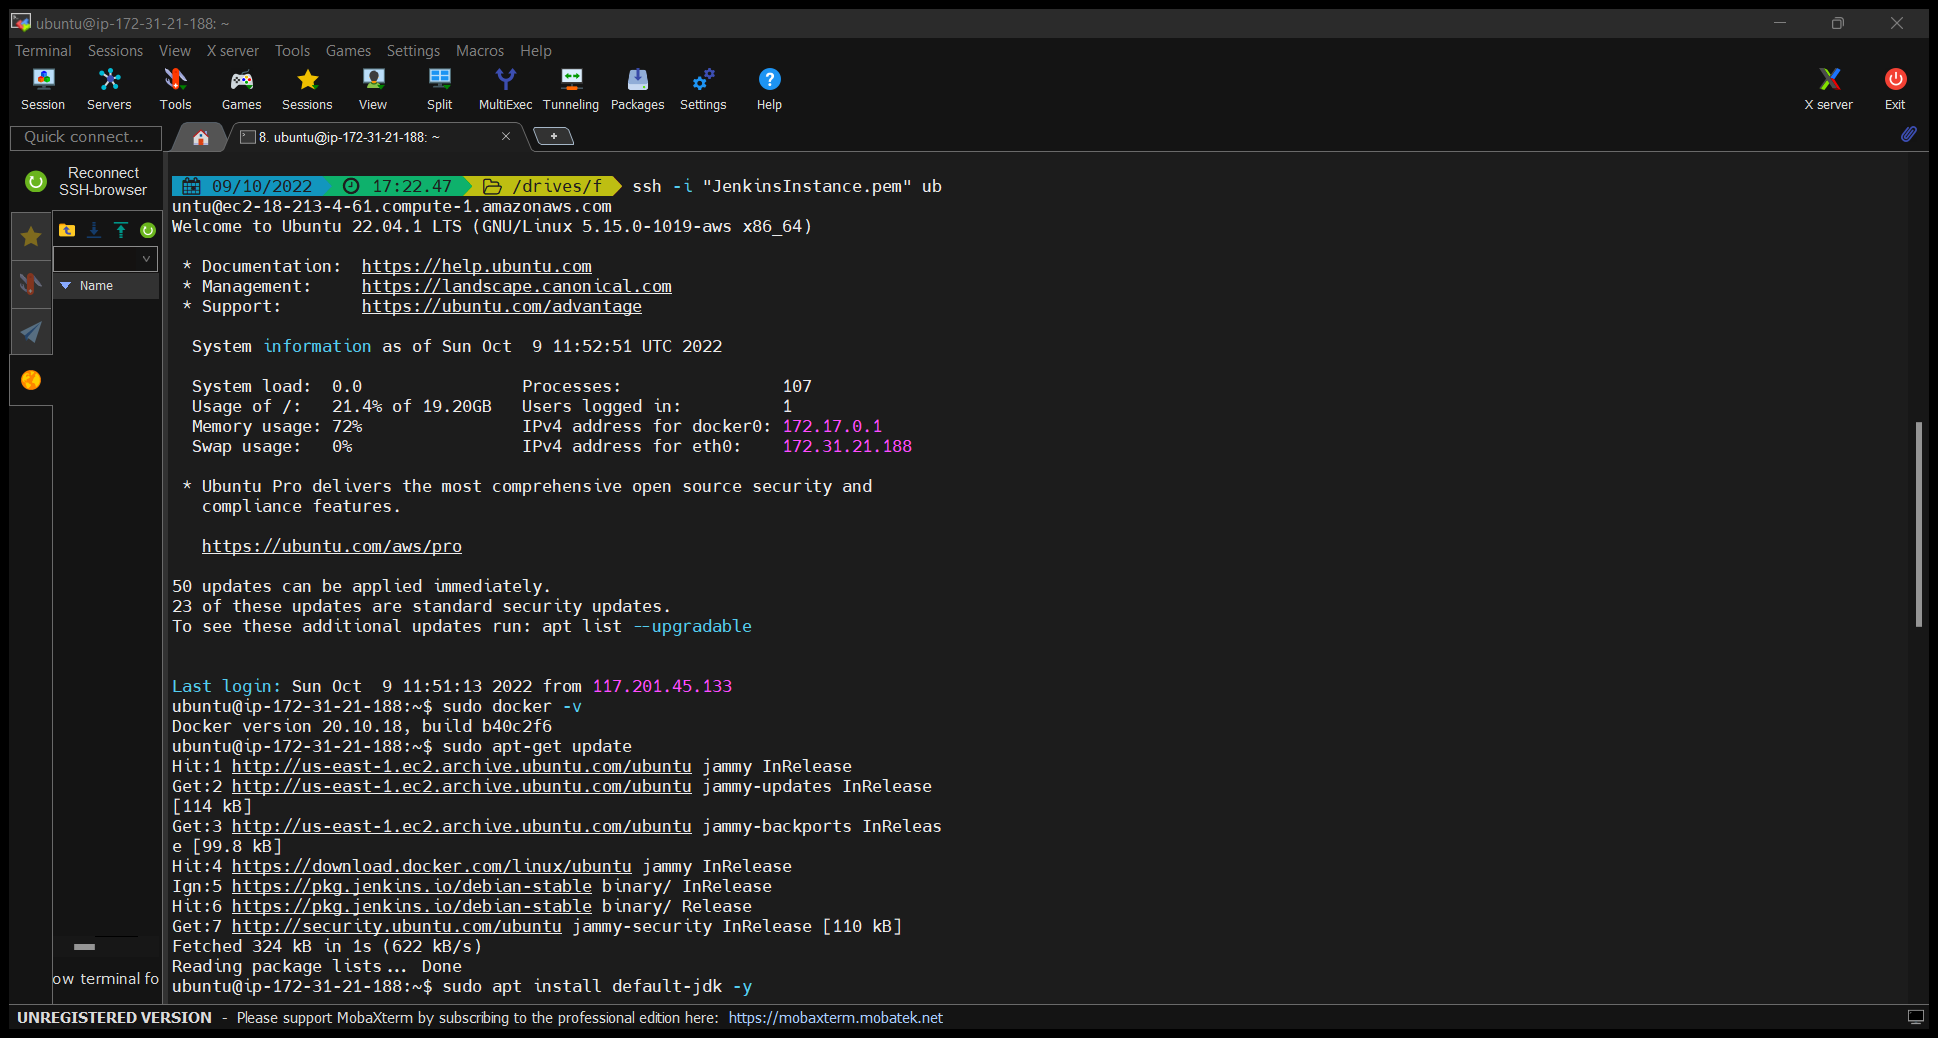 ubuntu@ip-172-31-21-188: ~
Terminal Sessions View X server Tools Games Settings Macros Help
Session Servers Tools Games Sessions View Split MultiExec Tunneling Packages Settings Help X server Exit
Quick connect...
8. ubuntu@ip-172-31-21-188: ~
Reconnect
SSH-browser
Name
ow terminal fo
09/10/2022 17:22.47 /drives/f ssh -i "JenkinsInstance.pem" ub
untu@ec2-18-213-4-61.compute-1.amazonaws.com
Welcome to Ubuntu 22.04.1 LTS (GNU/Linux 5.15.0-1019-aws x86_64)
* Documentation: https://help.ubuntu.com
* Management: https://landscape.canonical.com
* Support: https://ubuntu.com/advantage
System information as of Sun Oct 9 11:52:51 UTC 2022
System load: 0.0 Processes: 107
Usage of /: 21.4% of 19.20GB Users logged in: 1
Memory usage: 72% IPv4 address for docker0: 172.17.0.1
Swap usage: 0% IPv4 address for eth0: 172.31.21.188
* Ubuntu Pro delivers the most comprehensive open source security and
compliance features.
https://ubuntu.com/aws/pro
50 updates can be applied immediately.
23 of these updates are standard security updates.
To see these additional updates run: apt list --upgradable
Last login: Sun Oct 9 11:51:13 2022 from 117.201.45.133
ubuntu@ip-172-31-21-188:~$ sudo docker -v
Docker version 20.10.18, build b40c2f6
ubuntu@ip-172-31-21-188:~$ sudo apt-get update
Hit:1 http://us-east-1.ec2.archive.ubuntu.com/ubuntu jammy InRelease
Get:2 http://us-east-1.ec2.archive.ubuntu.com/ubuntu jammy-updates InRelease
[114 kB]
Get:3 http://us-east-1.ec2.archive.ubuntu.com/ubuntu jammy-backports InReleas
e [99.8 kB]
Hit:4 https://download.docker.com/linux/ubuntu jammy InRelease
Ign:5 https://pkg.jenkins.io/debian-stable binary/ InRelease
Hit:6 https://pkg.jenkins.io/debian-stable binary/ Release
Get:7 http://security.ubuntu.com/ubuntu jammy-security InRelease [110 kB]
Fetched 324 kB in 1s (622 kB/s)
Reading package lists... Done
ubuntu@ip-172-31-21-188:~$ sudo apt install default-jdk -y
UNREGISTERED VERSION - Please support MobaXterm by subscribing to the professional edition here: https://mobaxterm.mobatek.net